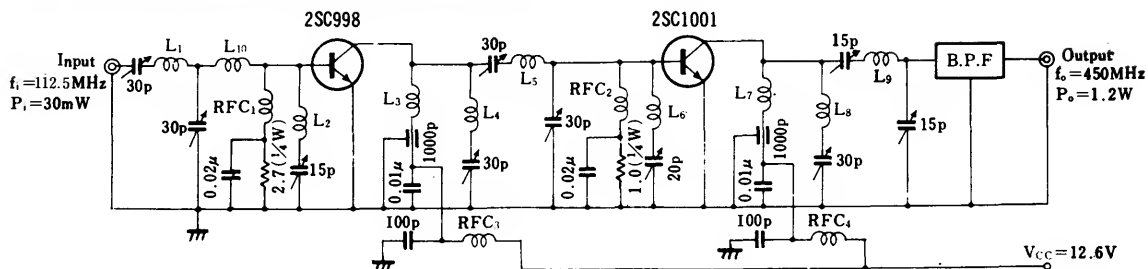 2SC998
2SC1001
Input
fi=112.5MHz
Pi=30mW
30p
L1
L10
30p
RFC1
0.02μ
2.7(1/4W)
L2
15p
L3
1000p
0.01μ
L4
30p
30p
L5
30p
RFC2
0.02μ
1.0(1/4W)
L6
20p
L7
1000p
0.01μ
L8
30p
15p
L9
15p
B.P.F
Output
fo=450MHz
Po=1.2W
100p
RFC3
100p
RFC4
VCC=12.6V